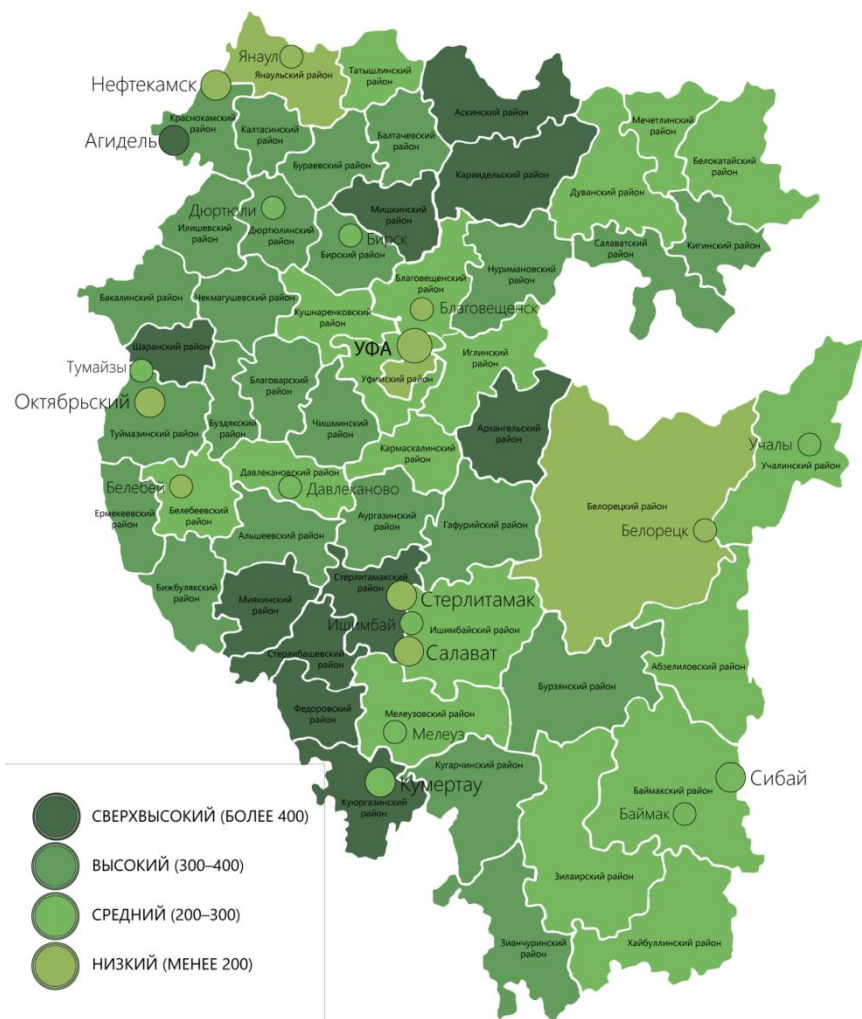 Янаул
Янаульский район
Татышлинский
район
Нефтекамск
Краснокамский
район
Калтасинский
район
Балтачевский
район
Аскинский район
Мечетлинский
район
Белокатайский
район
Агидель
Бураевский район
Караидельский район
Дуванский район
Дюртюли
Мишкинский
район
Илишевский
район
Дюртюлинский
район
Бирск
Бирский район
Салаватский
район
Кигинский район
Благовещенский
район
Нуримановский
район
Бакалинский район
Чекмагушевский район
Кушнаренковский
район
Благовещенск
Шаранский район
УФА
Иглинский
район
Тумайзы
Благоварский
район
Уфимский район
Октябрьский
Буздякский
район
Чишминский
район
Архангельский
район
Туймазинский район
Кармаскалинский
район
Учалы
Учалинский район
Давлекановский район
Белебей
Давлеканово
Белебеевский
район
Ермекеевский
район
Аургазинский
район
Гафурийский район
Белорецкий район
Белорецк
Альшеевский район
Стерлитамакский
район
Бижбулякский
район
Миякинский
район
Стерлитамак
Ишимбай
Ишимбайский
район
Салават
Стерлибашевский
район
Абзелиловский район
Бурзянский район
Федоровский
район
Мелеузовский район
Мелеуз
Кугарчинский район
Кумертау
Куюргазинский
район
Сибай
Баймакский район
Баймак
Зилаирский район
Зианчуринский
район
Хайбуллинский район
СВЕРХВЫСОКИЙ (БОЛЕЕ 400)
ВЫСОКИЙ (300–400)
СРЕДНИЙ (200–300)
НИЗКИЙ (МЕНЕЕ 200)